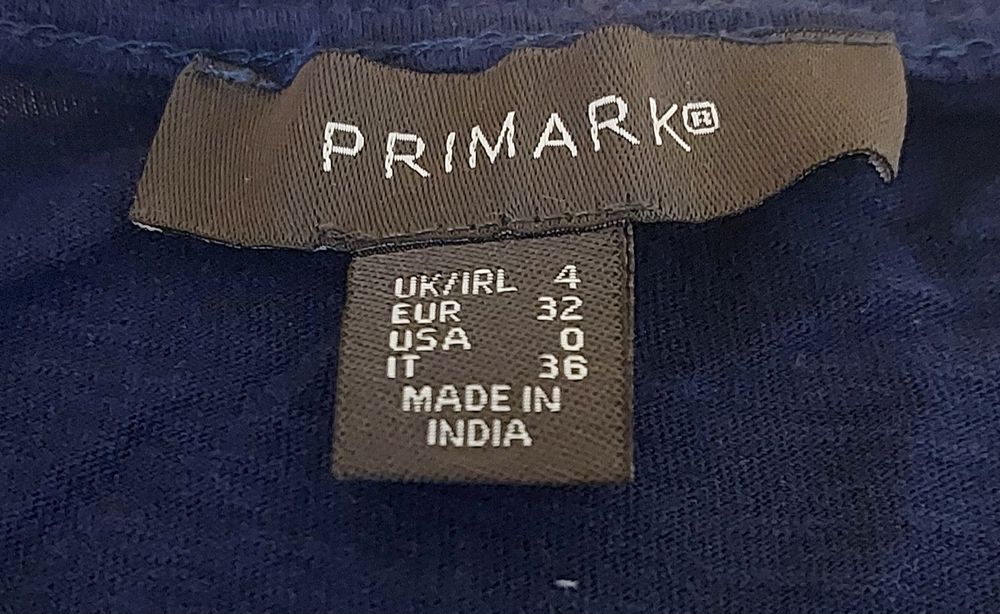 PRIMARK®
UK/IRL 4
EUR 32
USA 0
IT 36
MADE IN
INDIA